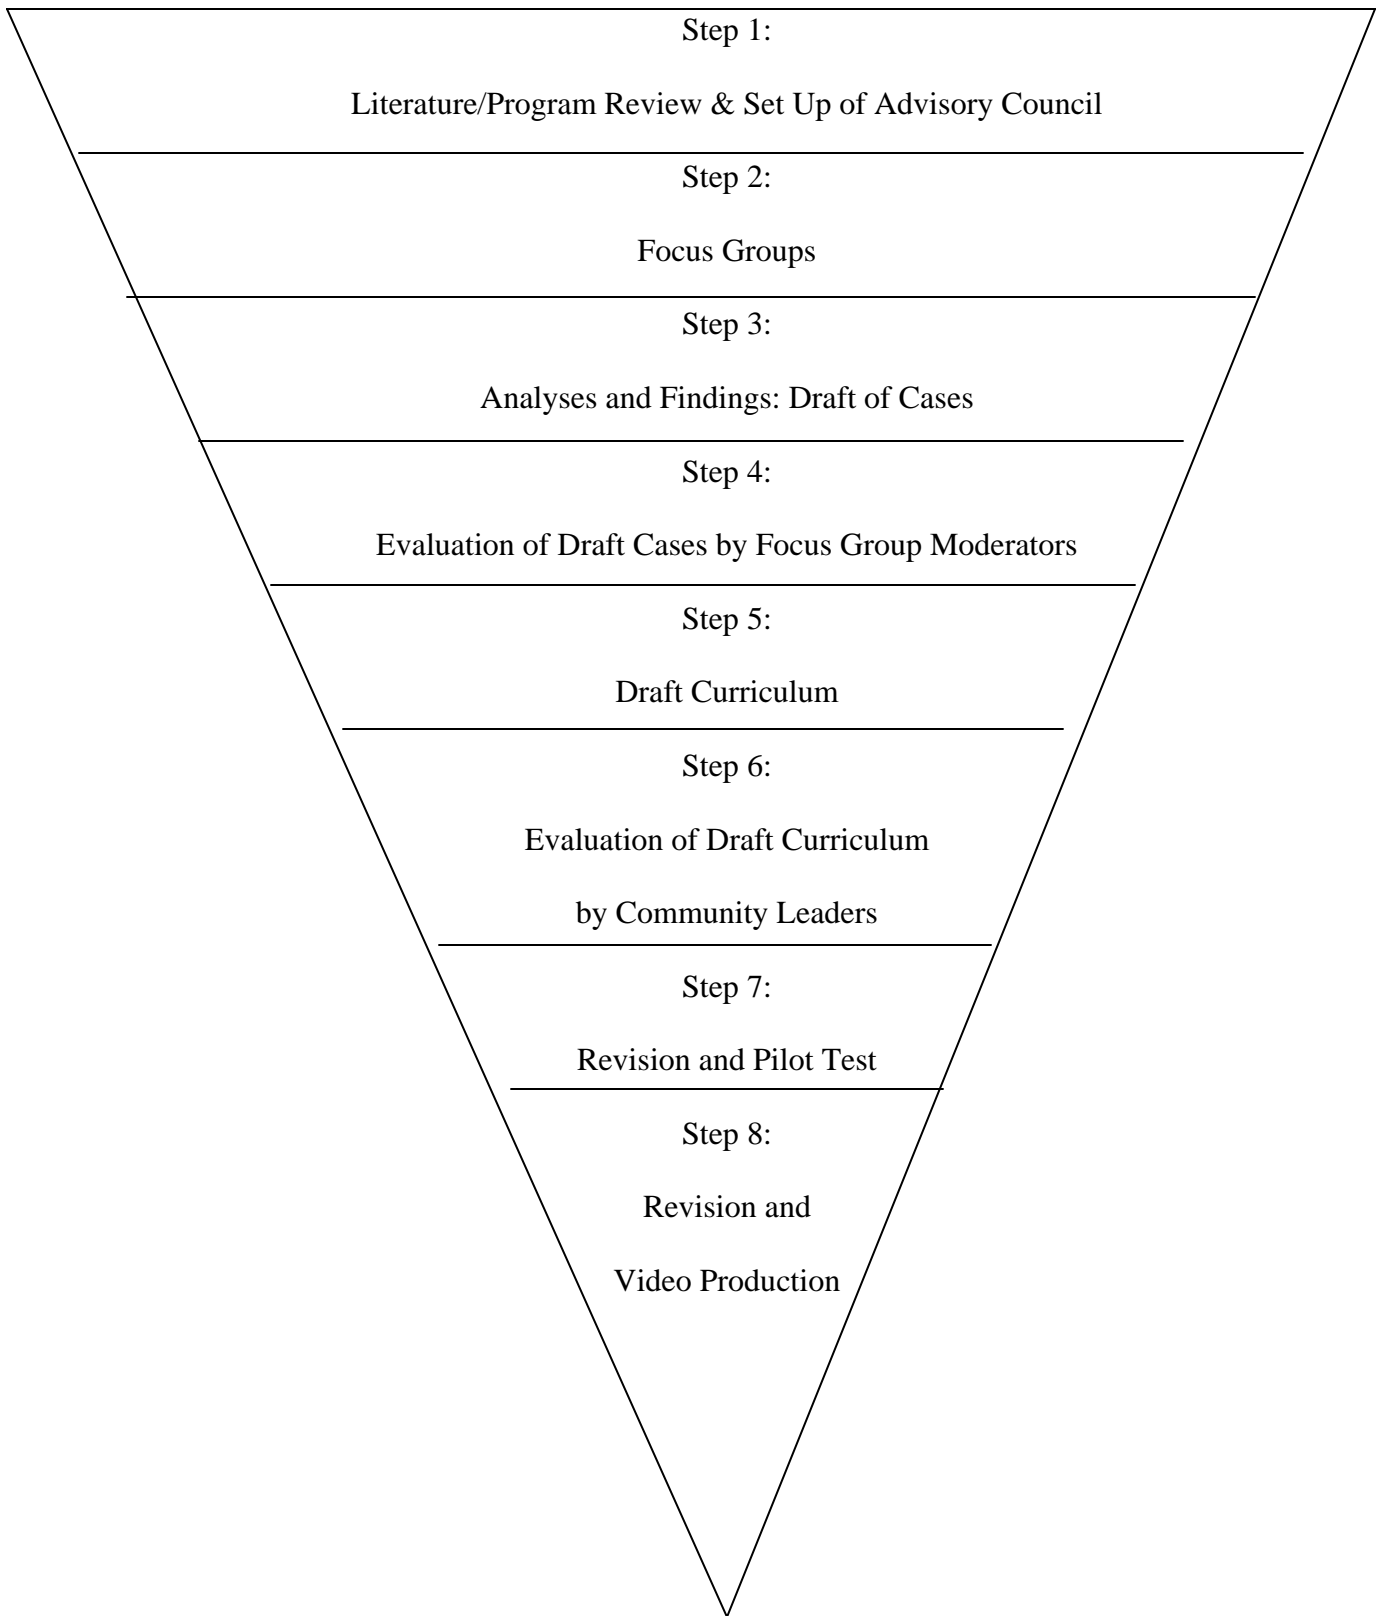 Step 1:
Literature/Program Review & Set Up of Advisory Council
Step 2:
Focus Groups
Step 3:
Analyses and Findings: Draft of Cases
Step 4:
Evaluation of Draft Cases by Focus Group Moderators
Step 5:
Draft Curriculum
Step 6:
Evaluation of Draft Curriculum
by Community Leaders
Step 7:
Revision and Pilot Test
Step 8:
Revision and
Video Production